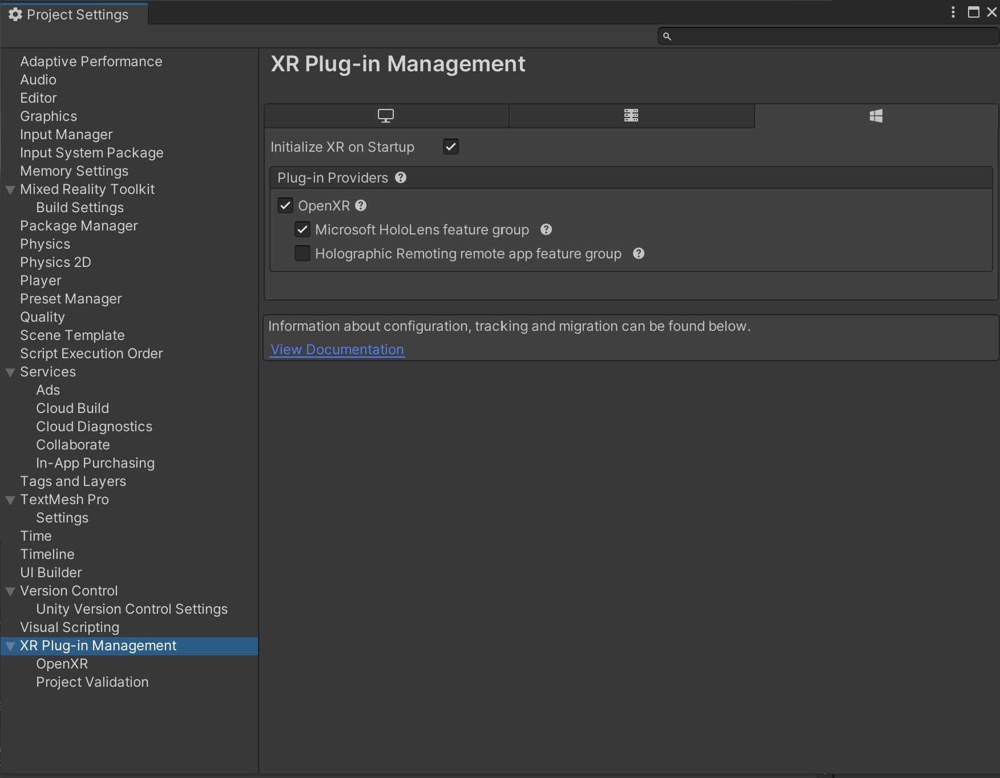 Project Settings
Adaptive Performance
Audio
Editor
Graphics
Input Manager
Input System Package
Memory Settings
Mixed Reality Toolkit
Build Settings
Package Manager
Physics
Physics 2D
Player
Preset Manager
Quality
Scene Template
Script Execution Order
Services
Ads
Cloud Build
Cloud Diagnostics
Collaborate
In-App Purchasing
Tags and Layers
TextMesh Pro
Settings
Time
Timeline
UI Builder
Version Control
Unity Version Control Settings
Visual Scripting
XR Plug-in Management
OpenXR
Project Validation
XR Plug-in Management
Initialize XR on Startup
Plug-in Providers
OpenXR
Microsoft HoloLens feature group
Holographic Remoting remote app feature group
Information about configuration, tracking and migration can be found below.
View Documentation